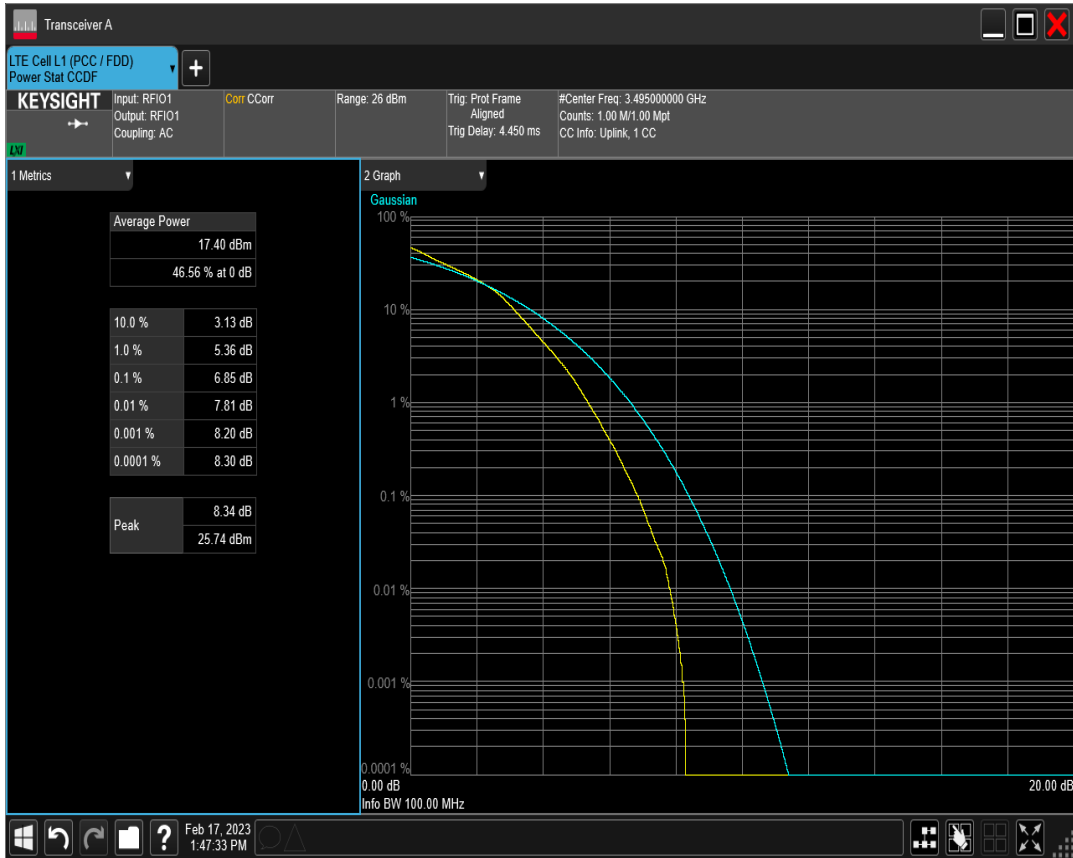 Transceiver A
LTE Cell L1 (PCC / FDD)
Power Stat CCDF
+
KEYSIGHT
LXI
Input: RFIO1
Output: RFIO1
Coupling: AC
Corr CCorr
Range: 26 dBm
Trig: Prot Frame
Aligned
Trig Delay: 4.450 ms
#Center Freq: 3.495000000 GHz
Counts: 1.00 M/1.00 Mpt
CC Info: Uplink, 1 CC
1 Metrics
Average Power
17.40 dBm
46.56 % at 0 dB
10.0 % 3.13 dB
1.0 % 5.36 dB
0.1 % 6.85 dB
0.01 % 7.81 dB
0.001 % 8.20 dB
0.0001 % 8.30 dB
Peak
8.34 dB
25.74 dBm
2 Graph
Gaussian
100 %
10 %
1 %
0.1 %
0.01 %
0.001 %
0.0001 %
0.00 dB 20.00 dB
Info BW 100.00 MHz
?
Feb 17, 2023
1:47:33 PM